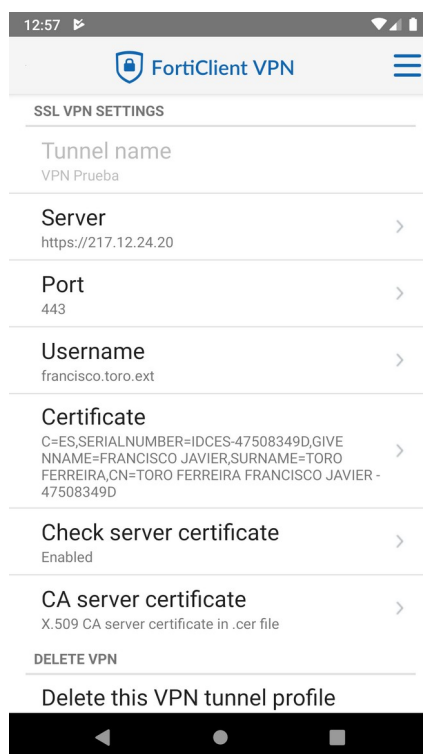 12:57
FortiClient VPN
SSL VPN SETTINGS
Tunnel name
VPN Prueba
Server
https://217.12.24.20
Port
443
Username
francisco.toro.ext
Certificate
C=ES,SERIALNUMBER=IDCES-47508349D,GIVE
NNAME=FRANCISCO JAVIER,SURNAME=TORO
FERREIRA,CN=TORO FERREIRA FRANCISCO JAVIER -
47508349D
Check server certificate
Enabled
CA server certificate
X.509 CA server certificate in .cer file
DELETE VPN
Delete this VPN tunnel profile